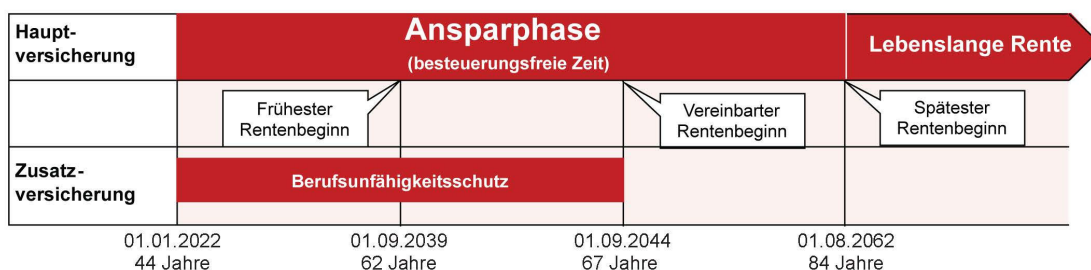 Haupt-
versicherung
Ansparphase
(besteuerungsfreie Zeit)
Lebenslange Rente
Frühester
Rentenbeginn
Vereinbarter
Rentenbeginn
Spätester
Rentenbeginn
Zusatz-
versicherung
Berufsunfähigkeitsschutz
01.01.2022
44 Jahre
01.09.2039
62 Jahre
01.09.2044
67 Jahre
01.08.2062
84 Jahre